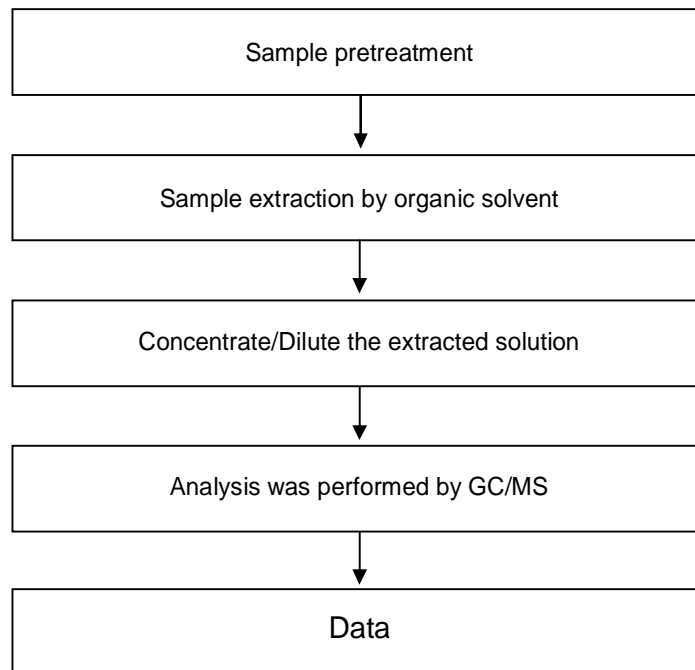 Sample pretreatment
Sample extraction by organic solvent
Concentrate/Dilute the extracted solution
Analysis was performed by GC/MS
Data